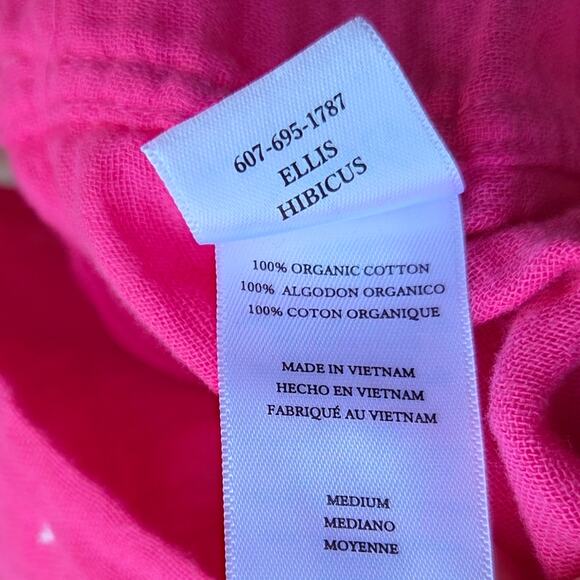 607-695-1787
ELLIS
HIBICUS
100% ORGANIC COTTON
100% ALGODON ORGANICO
100% COTON ORGANIQUE
MADE IN VIETNAM
HECHO EN VIETNAM
FABRIQUÉ AU VIETNAM
MEDIUM
MEDIANO
MOYENNE